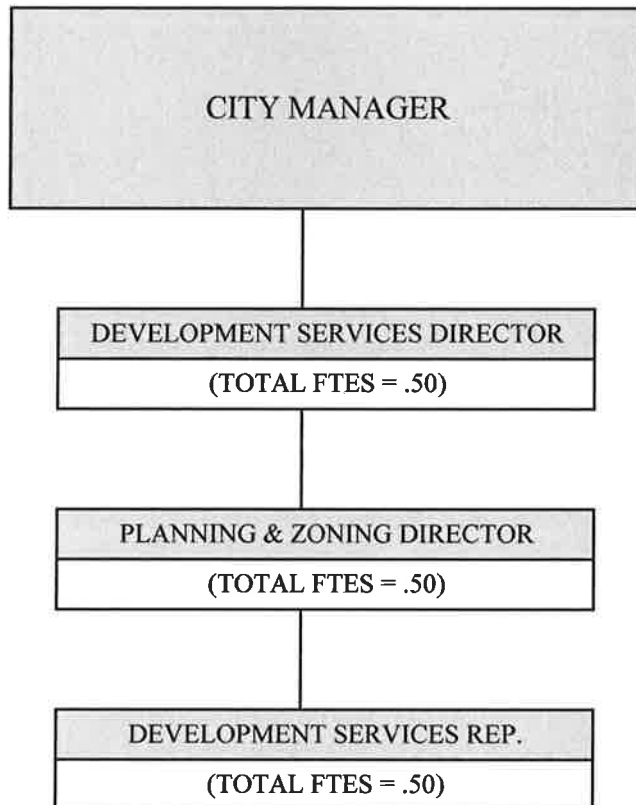 CITY MANAGER
DEVELOPMENT SERVICES DIRECTOR
(TOTAL FTES = .50)
PLANNING & ZONING DIRECTOR
(TOTAL FTES = .50)
DEVELOPMENT SERVICES REP.
(TOTAL FTES = .50)